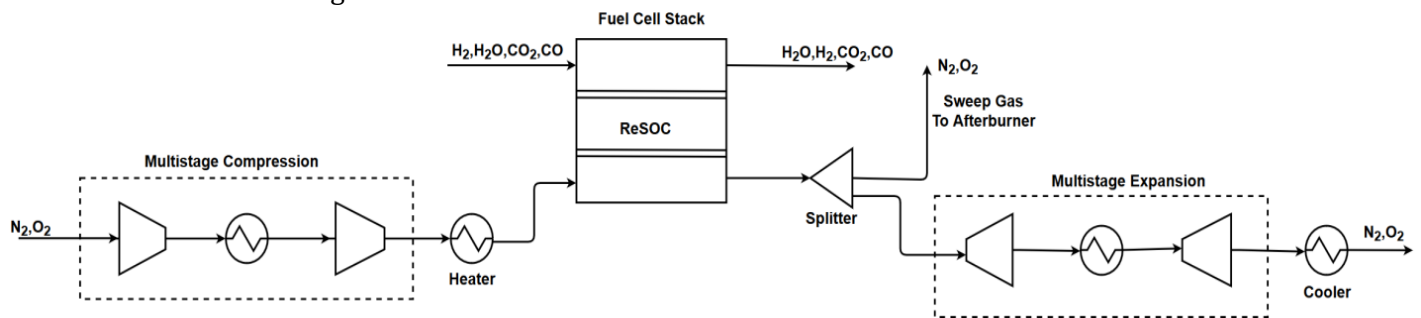 Fuel Cell Stack
H₂,H₂O,CO₂,CO
H₂O,H₂,CO₂,CO
N₂,O₂
Sweep Gas
To Afterburner
ReSOC
Multistage Compression
Multistage Expansion
Splitter
N₂,O₂
N₂,O₂
Heater
Cooler